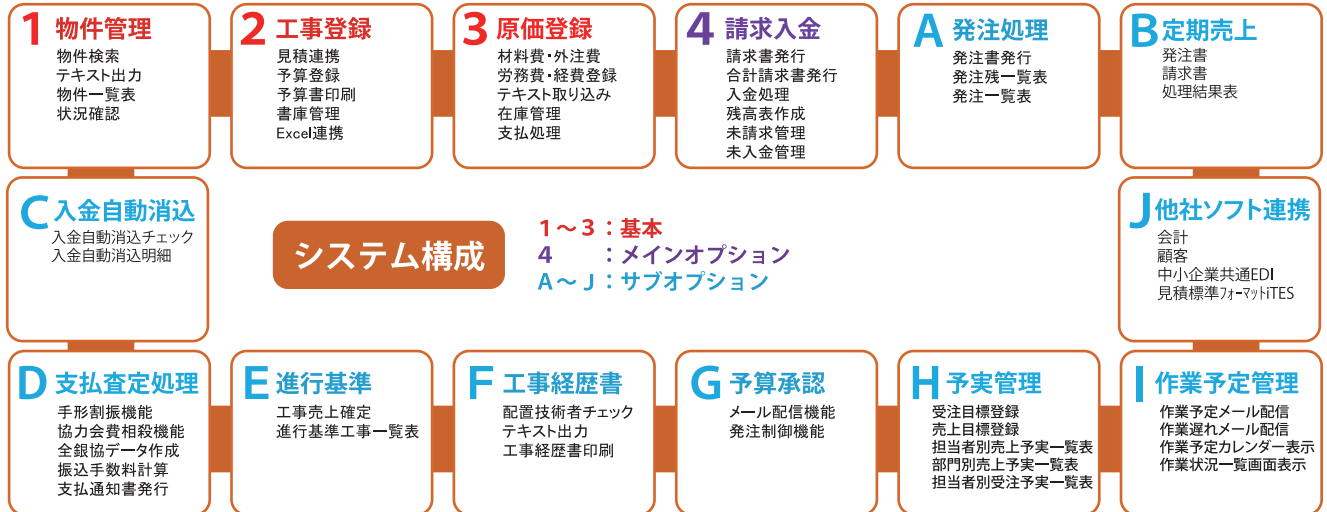 1 物件管理
物件検索
テキスト出力
物件一覧表
状況確認
2 工事登録
見積連携
予算登録
予算書印刷
書庫管理
Excel連携
3 原価登録
材料費・外注費
労務費・経費登録
テキスト取り込み
在庫管理
支払処理
4 請求入金
請求書発行
合計請求書発行
入金処理
残高表作成
未請求管理
未入金管理
A 発注処理
発注書発行
発注残一覧表
発注一覧表
B 定期売上
発注書
請求書
処理結果表
C 入金自動消込
入金自動消込チェック
入金自動消込明細
システム構成
1～3：基本
4　：メインオプション
A～J：サブオプション
J 他社ソフト連携
会計
顧客
中小企業共通EDI
見積標準ﾌｫｰﾏｯﾄiTES
D 支払査定処理
手形割振機能
協力会費相殺機能
全銀協データ作成
振込手数料計算
支払通知書発行
E 進行基準
工事売上確定
進行基準工事一覧表
F 工事経歴書
配置技術者チェック
テキスト出力
工事経歴書印刷
G 予算承認
メール配信機能
発注制御機能
H 予実管理
受注目標登録
売上目標登録
担当者別売上予実一覧表
部門別売上予実一覧表
担当者別受注予実一覧表
I 作業予定管理
作業予定メール配信
作業遅れメール配信
作業予定カレンダー表示
作業状況一覧画面表示